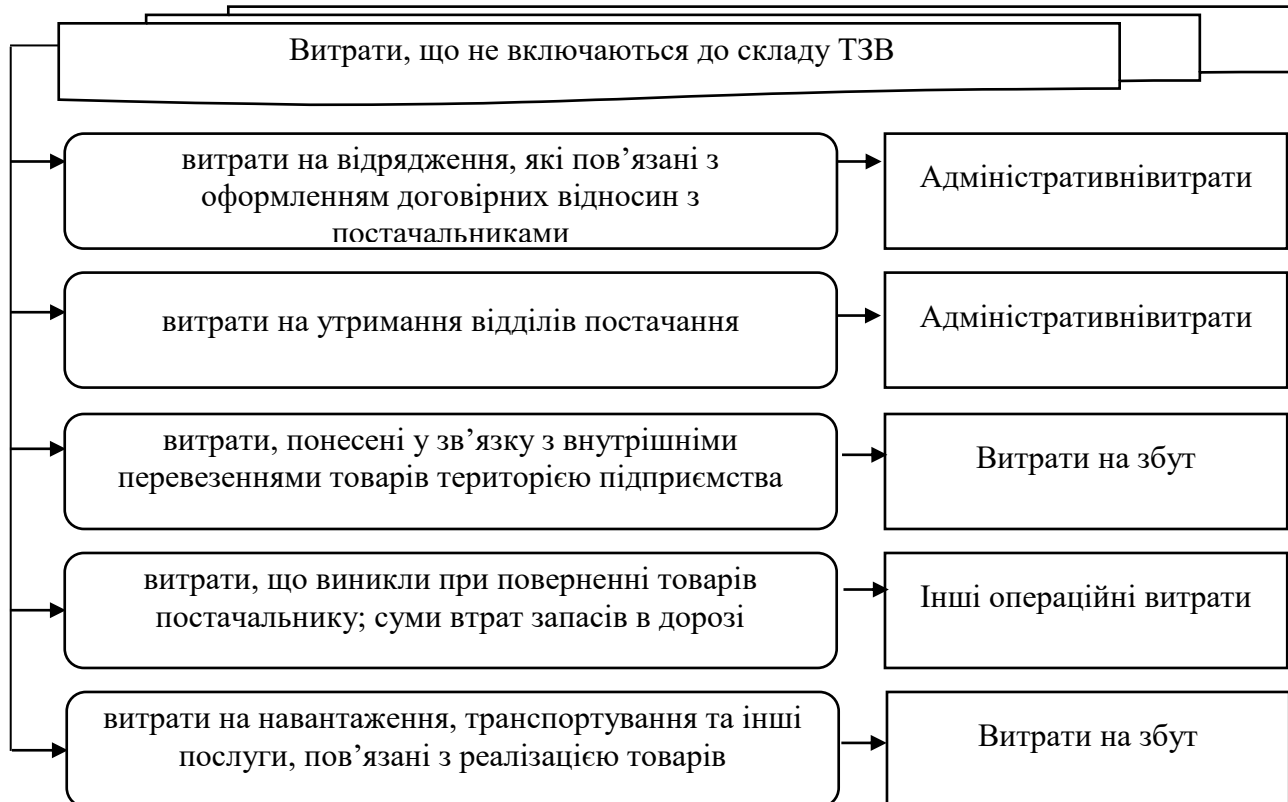 Витрати, що не включаються до складу ТЗВ
витрати на відрядження, які пов’язані з
оформленням договірних відносин з
постачальниками
Адміністративнівитрати
витрати на утримання відділів постачання
Адміністративнівитрати
витрати, понесені у зв’язку з внутрішніми
перевезеннями товарів територією підприємства
Витрати на збут
витрати, що виникли при поверненні товарів
постачальнику; суми втрат запасів в дорозі
Інші операційні витрати
витрати на навантаження, транспортування та інші
послуги, пов’язані з реалізацією товарів
Витрати на збут